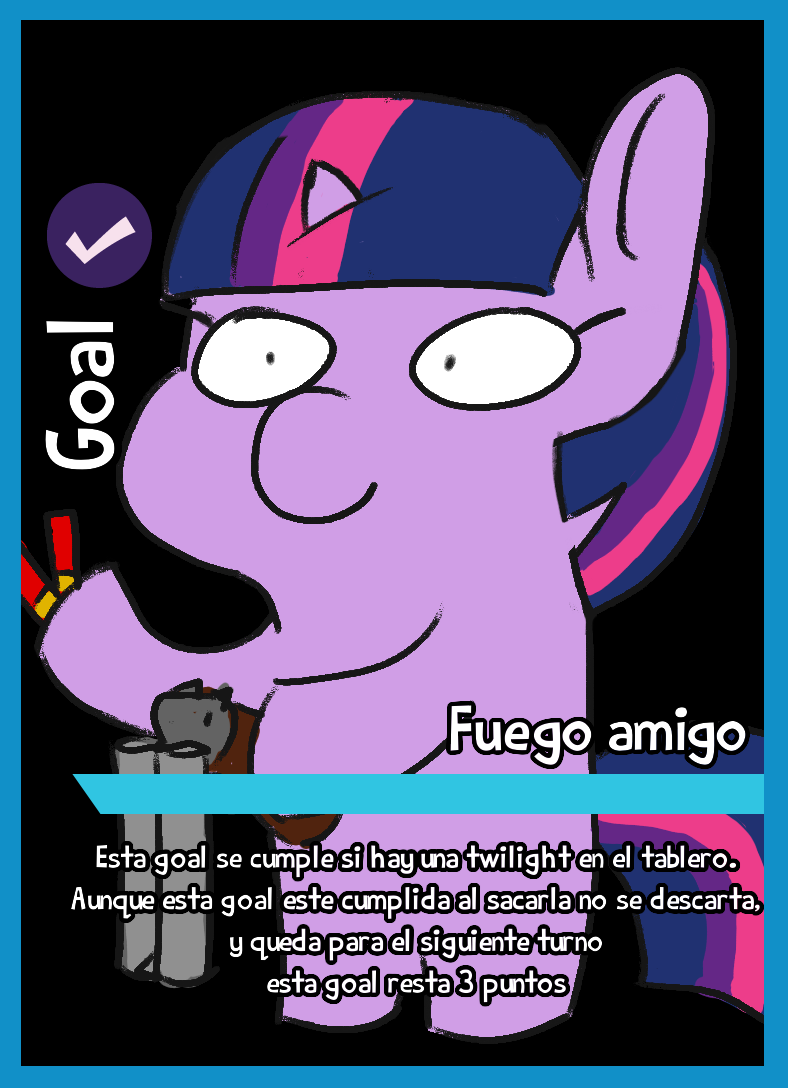 Goal
Fuego amigo
Esta goal se cumple si hay una twilight en el tablero.
Aunque esta goal este cumplida al sacarla no se descarta,
y queda para el siguiente turno
esta goal resta 3 puntos